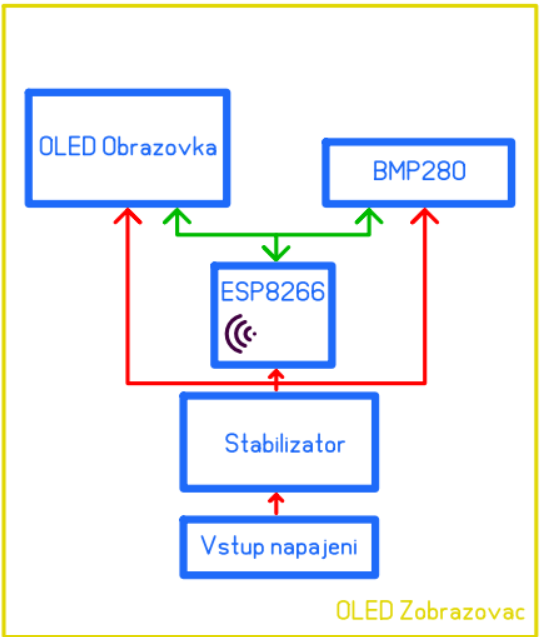 OLED Obrazovka
BMP280
ESP8266
Stabilizator
Vstup napajeni
OLED Zobrazovac